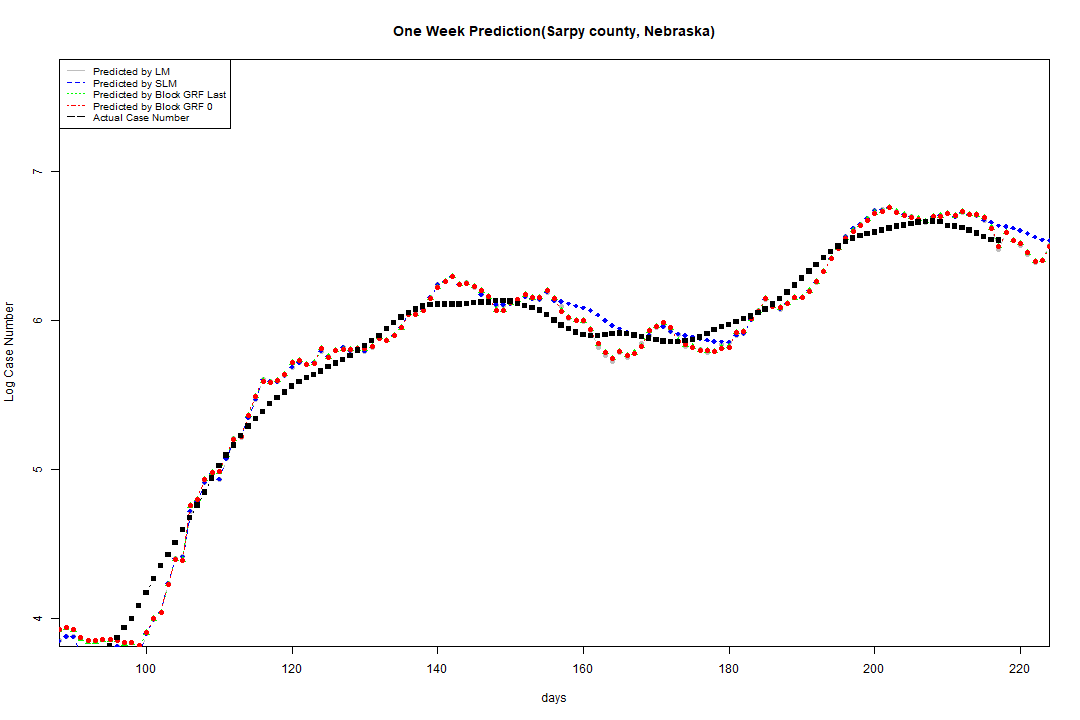 One Week Prediction(Sarpy county, Nebraska)
Predicted by LM
Predicted by SLM
Predicted by Block GRF Last
Predicted by Block GRF 0
Actual Case Number
Log Case Number
7
6
5
4
100 120 140 160 180 200 220
days